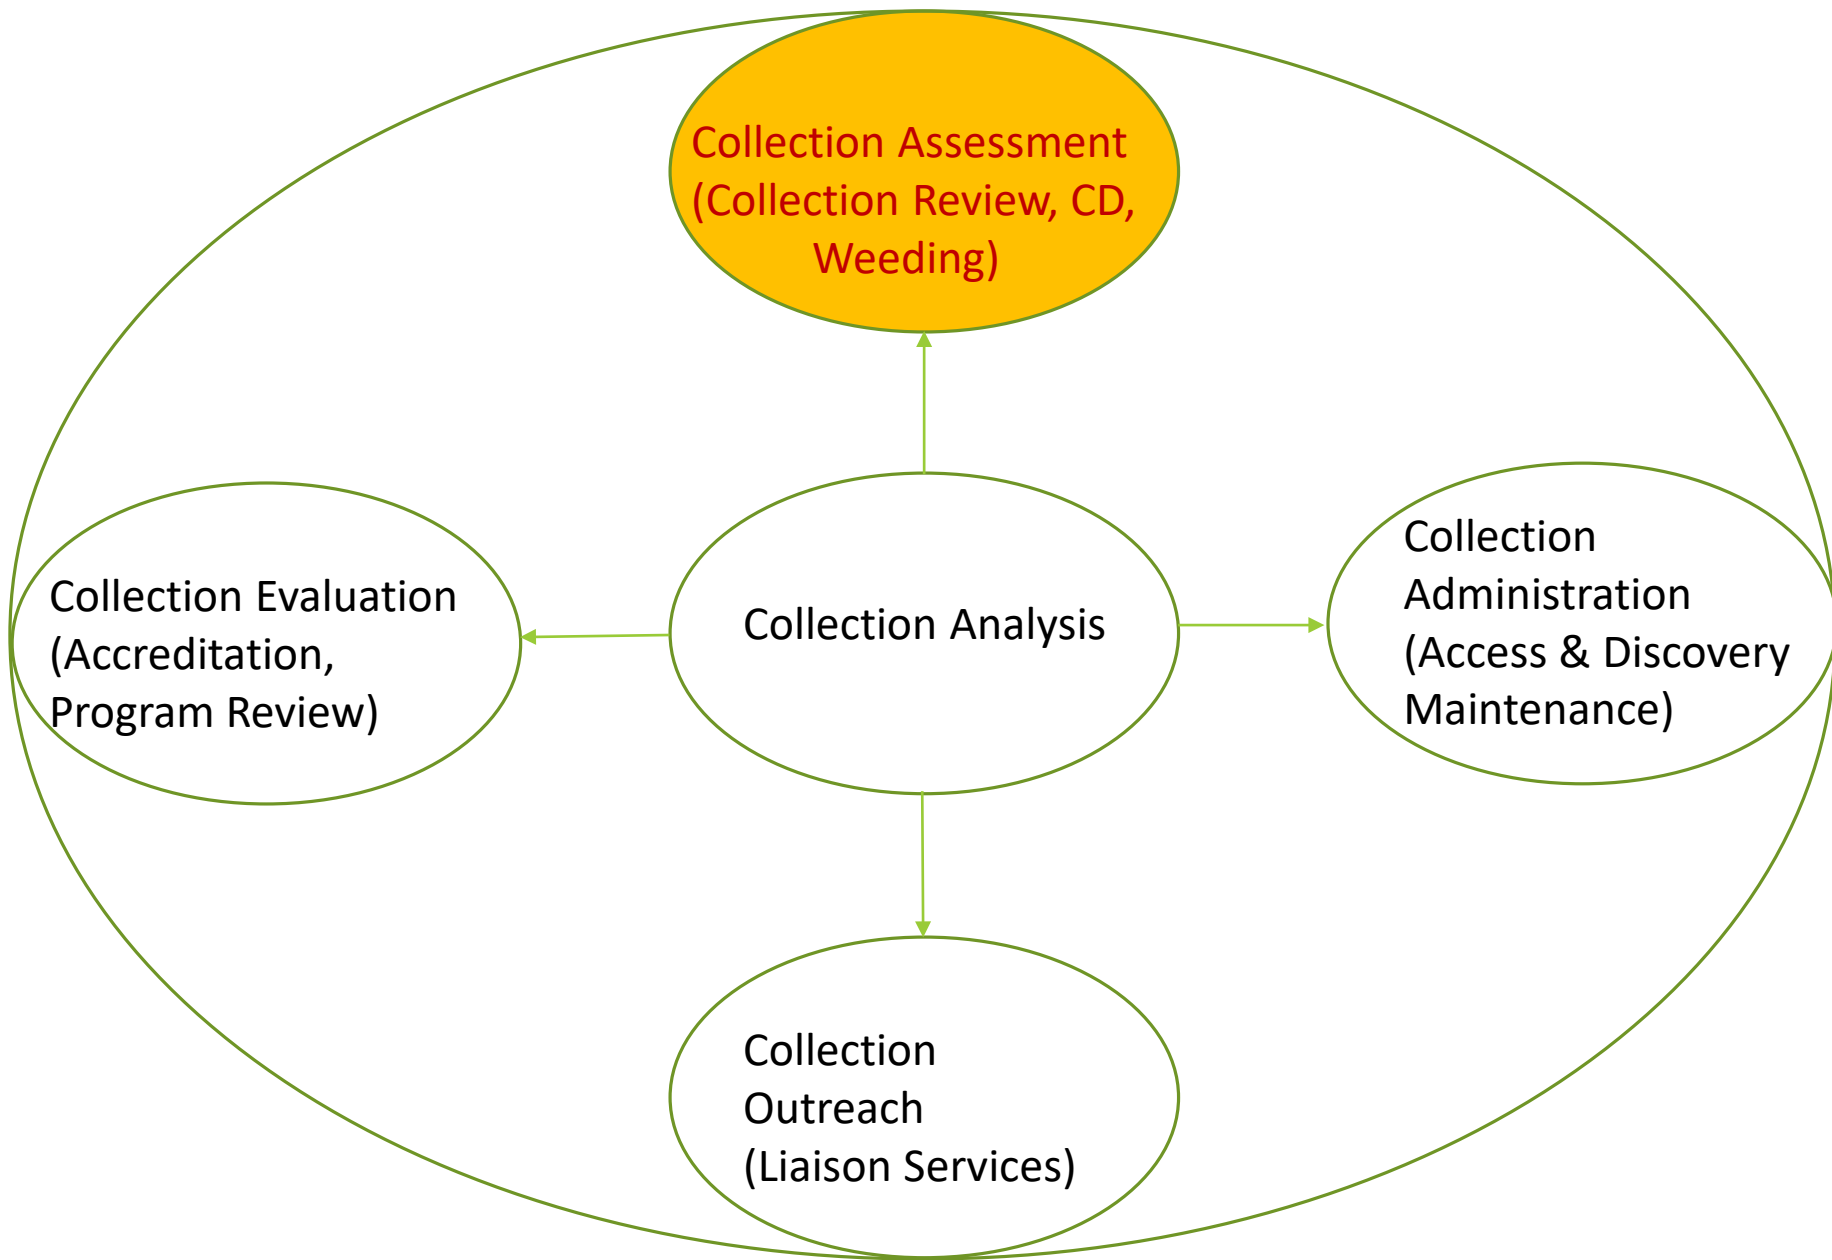 Collection Assessment
(Collection Review, CD,
Weeding)
Collection Evaluation
(Accreditation,
Program Review)
Collection Analysis
Collection
Administration
(Access & Discovery
Maintenance)
Collection
Outreach
(Liaison Services)